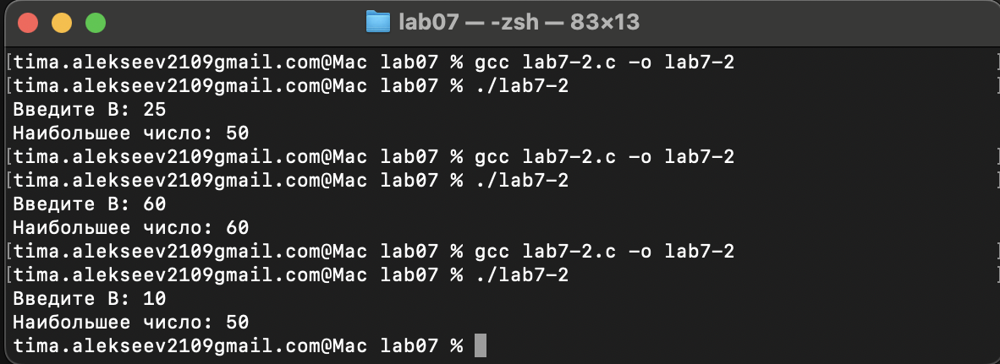 lab07 — -zsh — 83×13
[tima.alekseev2109gmail.com@Mac lab07 % gcc lab7-2.c -o lab7-2 ]
[tima.alekseev2109gmail.com@Mac lab07 % ./lab7-2 ]
Введите B: 25
Наибольшее число: 50
[tima.alekseev2109gmail.com@Mac lab07 % gcc lab7-2.c -o lab7-2 ]
[tima.alekseev2109gmail.com@Mac lab07 % ./lab7-2 ]
Введите B: 60
Наибольшее число: 60
[tima.alekseev2109gmail.com@Mac lab07 % gcc lab7-2.c -o lab7-2 ]
[tima.alekseev2109gmail.com@Mac lab07 % ./lab7-2 ]
Введите B: 10
Наибольшее число: 50
tima.alekseev2109gmail.com@Mac lab07 %